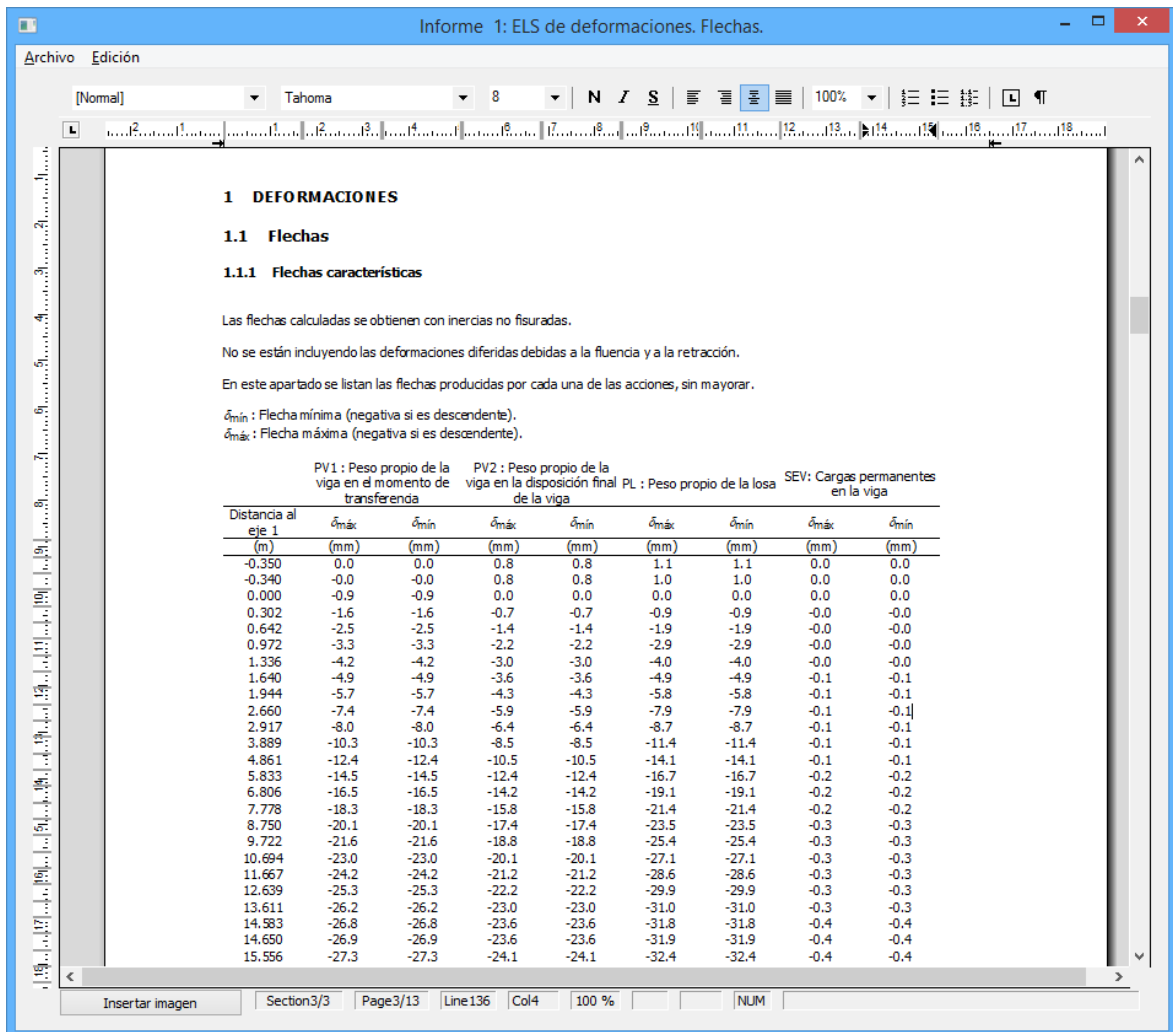 Informe 1: ELS de deformaciones. Flechas.
Archivo Edición
[Normal] Tahoma 8 N I S 100%
2 1 1 2 3 4 6 7 8 9 10 11 12 13 14 15 16 17 18
1 DEFORMACIONES
1.1 Flechas
1.1.1 Flechas características
Las flechas calculadas se obtienen con inercias no fisuradas.
No se están incluyendo las deformaciones diferidas debidas a la fluencia y a la retracción.
En este apartado se listan las flechas producidas por cada una de las acciones, sin mayorar.
δmín : Flecha mínima (negativa si es descendente).
δmáx : Flecha máxima (negativa si es descendente).
PV1 : Peso propio de la viga en el momento de transferencia PV2 : Peso propio de la viga en la disposición final de la viga PL : Peso propio de la losa SEV: Cargas permanentes en la viga
Distancia al eje 1 δmáx δmín δmáx δmín δmáx δmín δmáx δmín
(m) (mm) (mm) (mm) (mm) (mm) (mm) (mm) (mm)
-0.350 0.0 0.0 0.8 0.8 1.1 1.1 0.0 0.0
-0.340 -0.0 -0.0 0.8 0.8 1.0 1.0 0.0 0.0
0.000 -0.9 -0.9 0.0 0.0 0.0 0.0 0.0 0.0
0.302 -1.6 -1.6 -0.7 -0.7 -0.9 -0.9 -0.0 -0.0
0.642 -2.5 -2.5 -1.4 -1.4 -1.9 -1.9 -0.0 -0.0
0.972 -3.3 -3.3 -2.2 -2.2 -2.9 -2.9 -0.0 -0.0
1.336 -4.2 -4.2 -3.0 -3.0 -4.0 -4.0 -0.0 -0.0
1.640 -4.9 -4.9 -3.6 -3.6 -4.9 -4.9 -0.1 -0.1
1.944 -5.7 -5.7 -4.3 -4.3 -5.8 -5.8 -0.1 -0.1
2.660 -7.4 -7.4 -5.9 -5.9 -7.9 -7.9 -0.1 -0.1
2.917 -8.0 -8.0 -6.4 -6.4 -8.7 -8.7 -0.1 -0.1
3.889 -10.3 -10.3 -8.5 -8.5 -11.4 -11.4 -0.1 -0.1
4.861 -12.4 -12.4 -10.5 -10.5 -14.1 -14.1 -0.1 -0.1
5.833 -14.5 -14.5 -12.4 -12.4 -16.7 -16.7 -0.2 -0.2
6.806 -16.5 -16.5 -14.2 -14.2 -19.1 -19.1 -0.2 -0.2
7.778 -18.3 -18.3 -15.8 -15.8 -21.4 -21.4 -0.2 -0.2
8.750 -20.1 -20.1 -17.4 -17.4 -23.5 -23.5 -0.3 -0.3
9.722 -21.6 -21.6 -18.8 -18.8 -25.4 -25.4 -0.3 -0.3
10.694 -23.0 -23.0 -20.1 -20.1 -27.1 -27.1 -0.3 -0.3
11.667 -24.2 -24.2 -21.2 -21.2 -28.6 -28.6 -0.3 -0.3
12.639 -25.3 -25.3 -22.2 -22.2 -29.9 -29.9 -0.3 -0.3
13.611 -26.2 -26.2 -23.0 -23.0 -31.0 -31.0 -0.3 -0.3
14.583 -26.8 -26.8 -23.6 -23.6 -31.8 -31.8 -0.4 -0.4
14.650 -26.9 -26.9 -23.6 -23.6 -31.9 -31.9 -0.4 -0.4
15.556 -27.3 -27.3 -24.1 -24.1 -32.4 -32.4 -0.4 -0.4
Insertar imagen Section3/3 Page3/13 Line136 Col4 100 % NUM